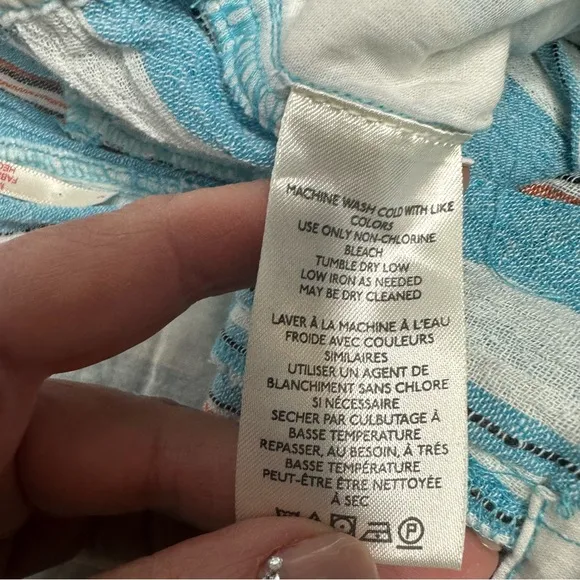 MACHINE WASH COLD WITH LIKE
COLORS
USE ONLY NON-CHLORINE
BLEACH
TUMBLE DRY LOW
LOW IRON AS NEEDED
MAY BE DRY CLEANED
LAVER À LA MACHINE À L'EAU
FROIDE AVEC COULEURS
SIMILAIRES
UTILISER UN AGENT DE
BLANCHIMENT SANS CHLORE
SI NÉCESSAIRE
SECHER PAR CULBUTAGE À
BASSE TEMPERATURE
REPASSER, AU BESOIN, À TRÉS
BASSE TEMPÉRATURE
PEUT-ÊTRE ÊTRE NETTOYÉE
À SEC
P